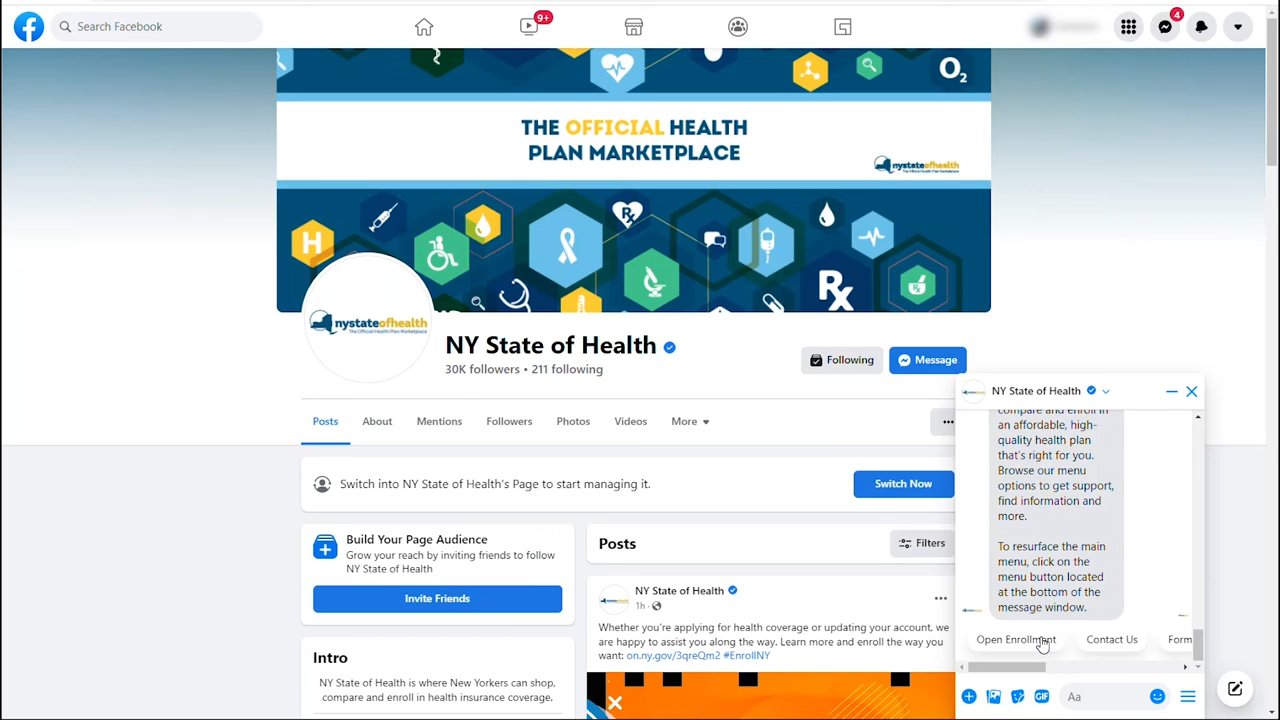 Search Facebook
9+
4
O2
THE OFFICIAL HEALTH
PLAN MARKETPLACE
nystateofhealth
The Official Health Plan Marketplace
H
Rx
Rx
nystateofhealth
The Official Health Plan Marketplace
NY State of Health
30K followers • 211 following
Following
Message
Posts
About
Mentions
Followers
Photos
Videos
More
Switch into NY State of Health's Page to start managing it.
Switch Now
Build Your Page Audience
Grow your reach by inviting friends to follow
NY State of Health
Invite Friends
Intro
NY State of Health is where New Yorkers can shop,
compare and enroll in health insurance coverage.
Posts
Filters
NY State of Health
1h
Whether you're applying for health coverage or updating your account, we
are happy to assist you along the way. Learn more and enroll the way you
want: on.ny.gov/3qreQm2 #EnrollNY
NY State of Health
compare and enroll in
an affordable, high-
quality health plan
that's right for you.
Browse our menu
options to get support,
find information and
more.
To resurface the main
menu, click on the
menu button located
at the bottom of the
message window.
Open Enrollment
Contact Us
Form
GIF
Aa